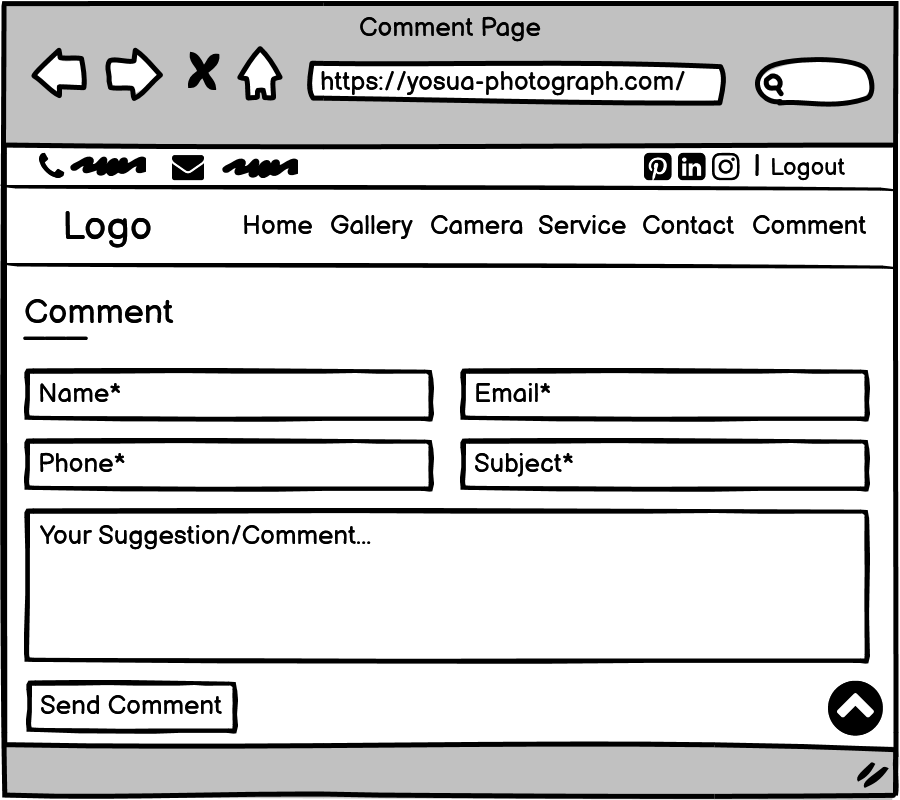 Comment Page
https://yosua-photograph.com/
Logout
Logo Home Gallery Camera Service Contact Comment
Comment
Name* Email*
Phone* Subject*
Your Suggestion/Comment...
Send Comment